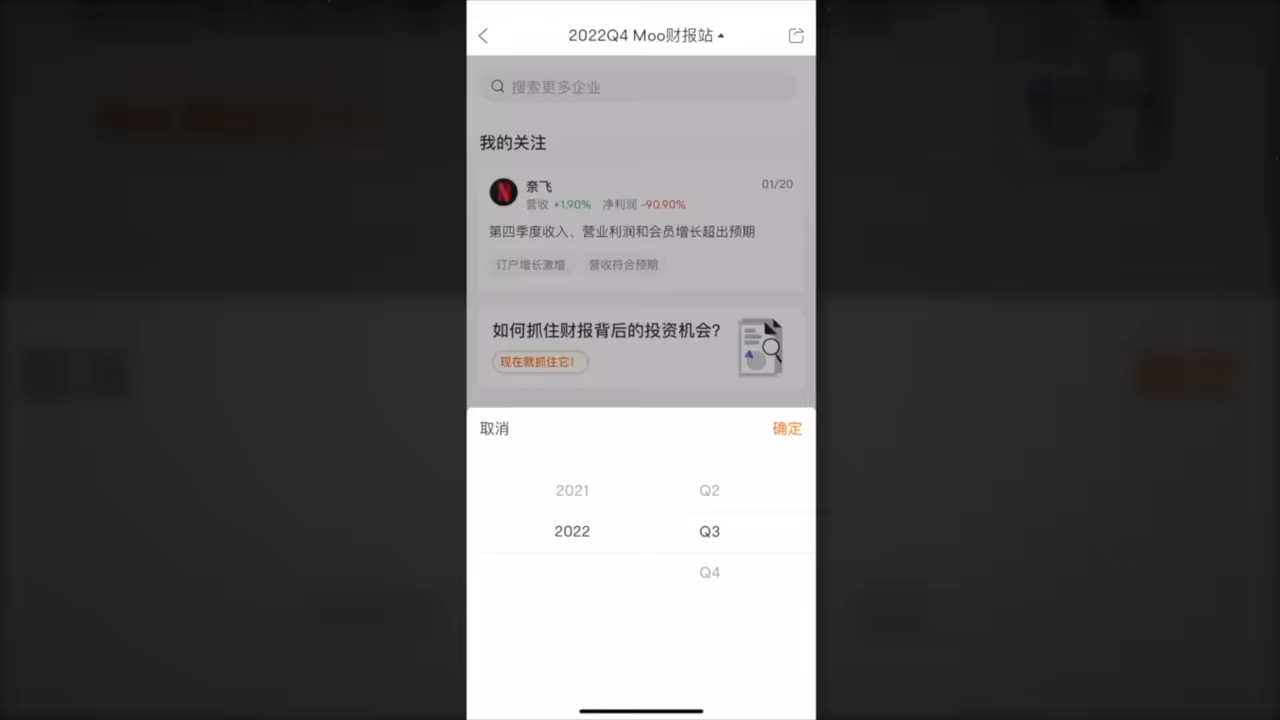 2022Q4 Moo财报站
搜索更多企业
我的关注
奈飞
01/20
营收 +1.90% 净利润 -90.90%
第四季度收入、营业利润和会员增长超出预期
订户增长激增 营收符合预期
如何抓住财报背后的投资机会?
现在就抓住它!
取消 确定
2021 Q2
2022 Q3
Q4